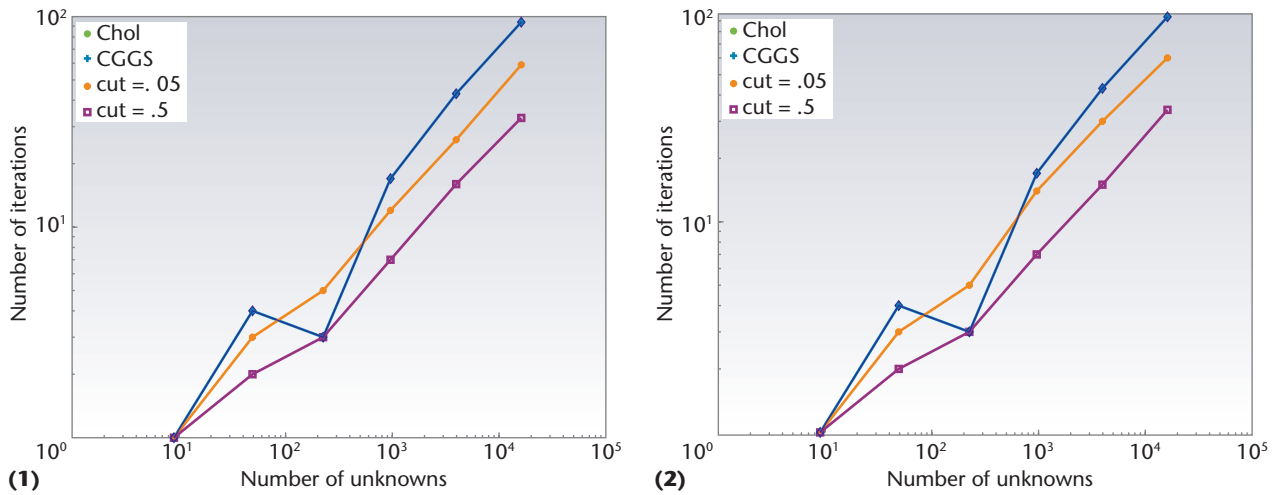 10²
Chol
CGGS
cut =. 05
cut = .5
Number of iterations
10¹
10⁰
10¹
10²
10³
10⁴
10⁵
Number of unknowns
(1)
10²
Chol
CGGS
cut = .05
cut = .5
Number of iterations
10¹
10⁰
10¹
10²
10³
10⁴
10⁵
Number of unknowns
(2)